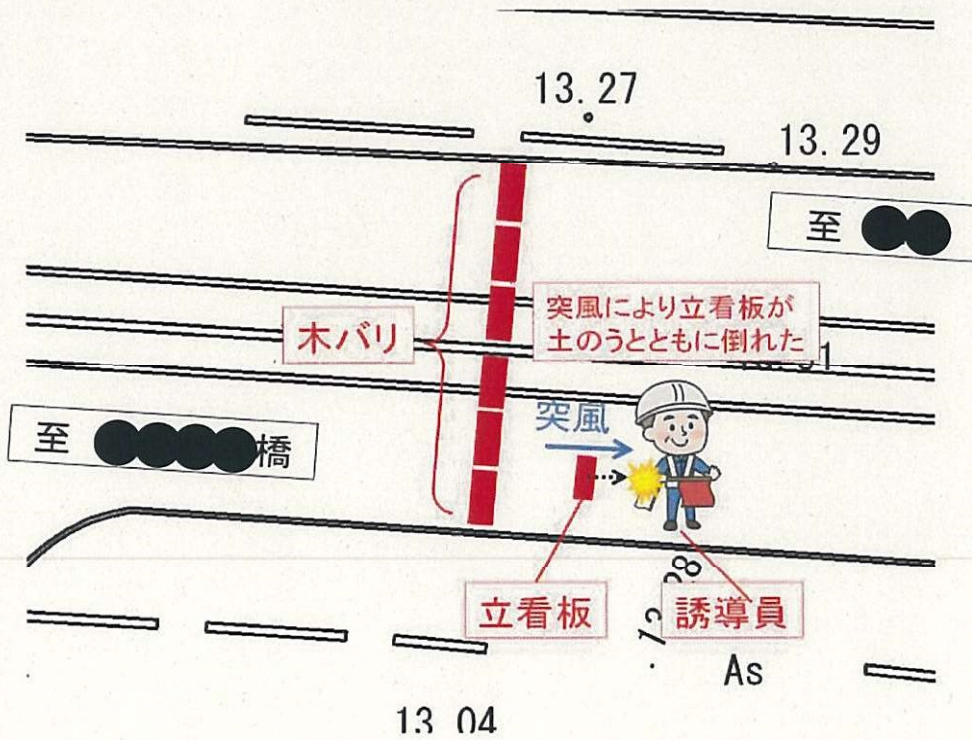 13.27
13.29
至 ●●
突風により立看板が
土のうとともに倒れた
木バリ
突風
至 ●●●●橋
立看板
誘導員
As
13 04